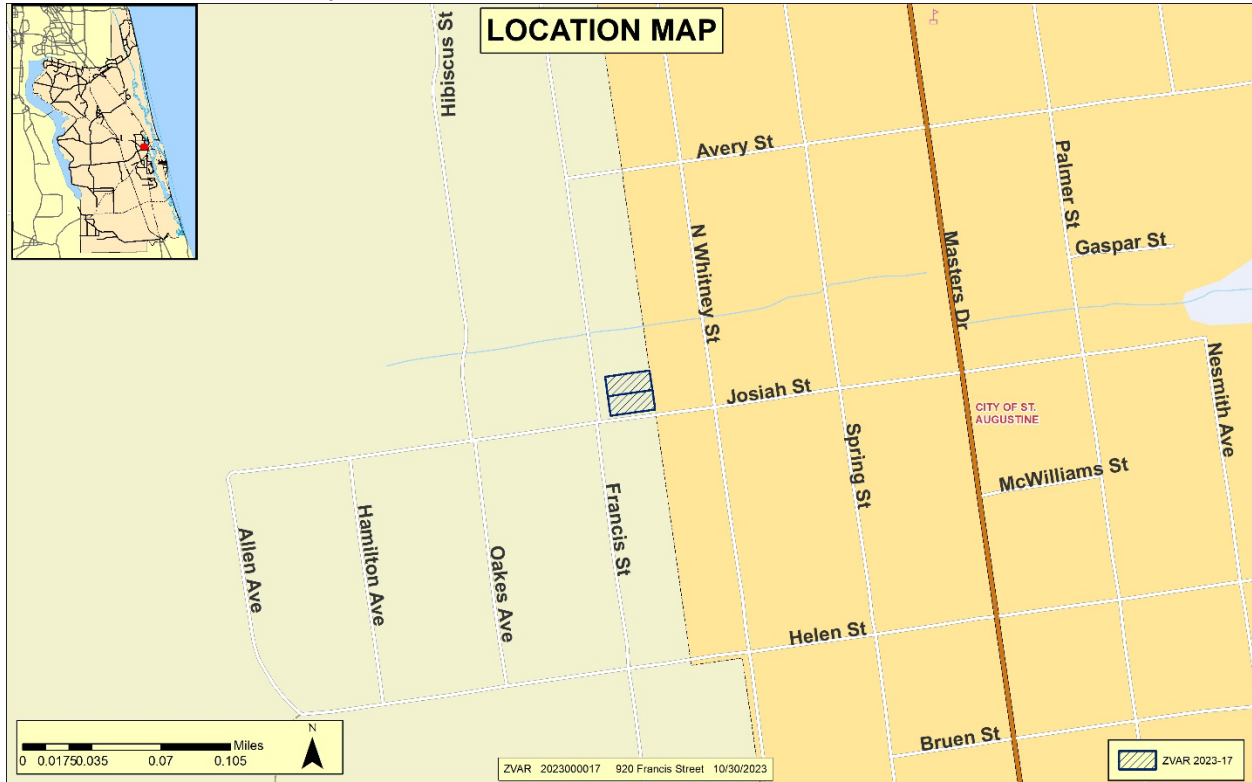 LOCATION MAP
Hibiscus St
Avery St
Palmer St
Gaspar St
N Whitney St
Masters Dr
Josiah St
Nesmith Ave
CITY OF ST.
AUGUSTINE
Spring St
McWilliams St
Francis St
Hamilton Ave
Oakes Ave
Allen Ave
Helen St
Bruen St
N
Miles
0 0.0175 0.035 0.07 0.105
ZVAR 2023000017 920 Francis Street 10/30/2023
ZVAR 2023-17